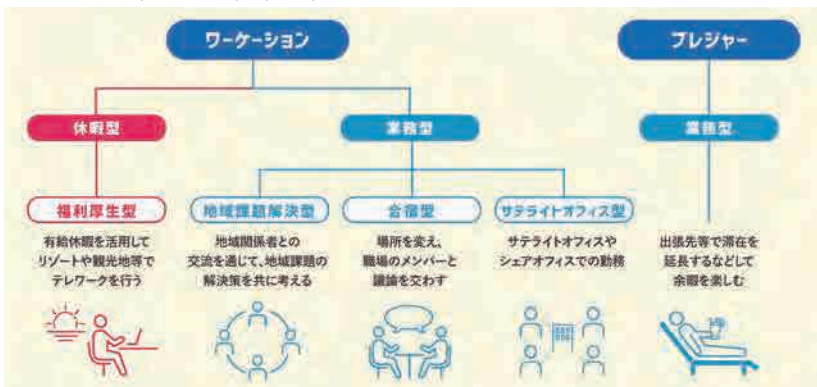 ワーケーション
ブレジャー
休暇型
業務型
業務型
福利厚生型
地域課題解決型
合宿型
サテライトオフィス型
有給休暇を活用して
リゾートや観光地等で
テレワークを行う
地域関係者との
交流を通じて、地域課題の
解決策を共に考える
場所を変え、
職場のメンバーと
議論を交わす
サテライトオフィスや
シェアオフィスでの勤務
出張先等で滞在を
延長するなどして
余暇を楽しむ